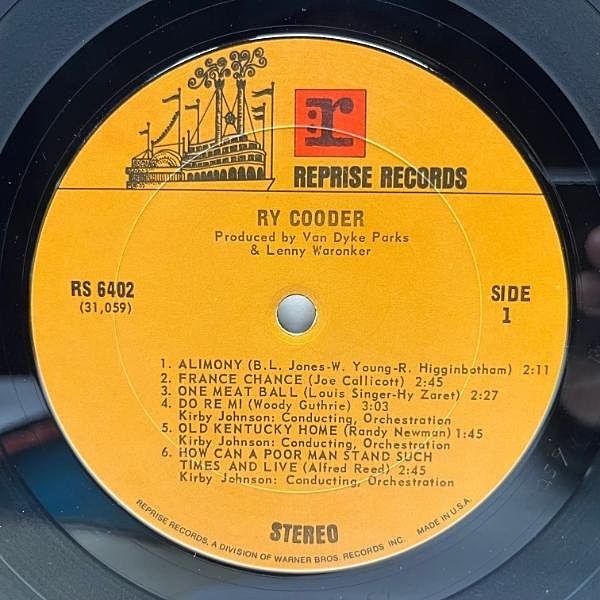 r
REPRISE RECORDS
RY COODER
Produced by Van Dyke Parks
& Lenny Waronker
RS 6402
(31,059)
SIDE
1
1. ALIMONY (B.L. Jones-W. Young-R. Higginbotham) 2:11
2. FRANCE CHANCE (Joe Callicott) 2:45
3. ONE MEAT BALL (Louis Singer-Hy Zaret) 2:27
4. DO RE MI (Woody Guthrie) 3:03
Kirby Johnson: Conducting, Orchestration
5. OLD KENTUCKY HOME (Randy Newman) 1:45
Kirby Johnson: Conducting, Orchestration
6. HOW CAN A POOR MAN STAND SUCH
TIMES AND LIVE (Alfred Reed) 2:45
Kirby Johnson: Conducting, Orchestration
STEREO
REPRISE RECORDS, A DIVISION OF WARNER BROS. RECORDS INC. MADE IN U.S.A.